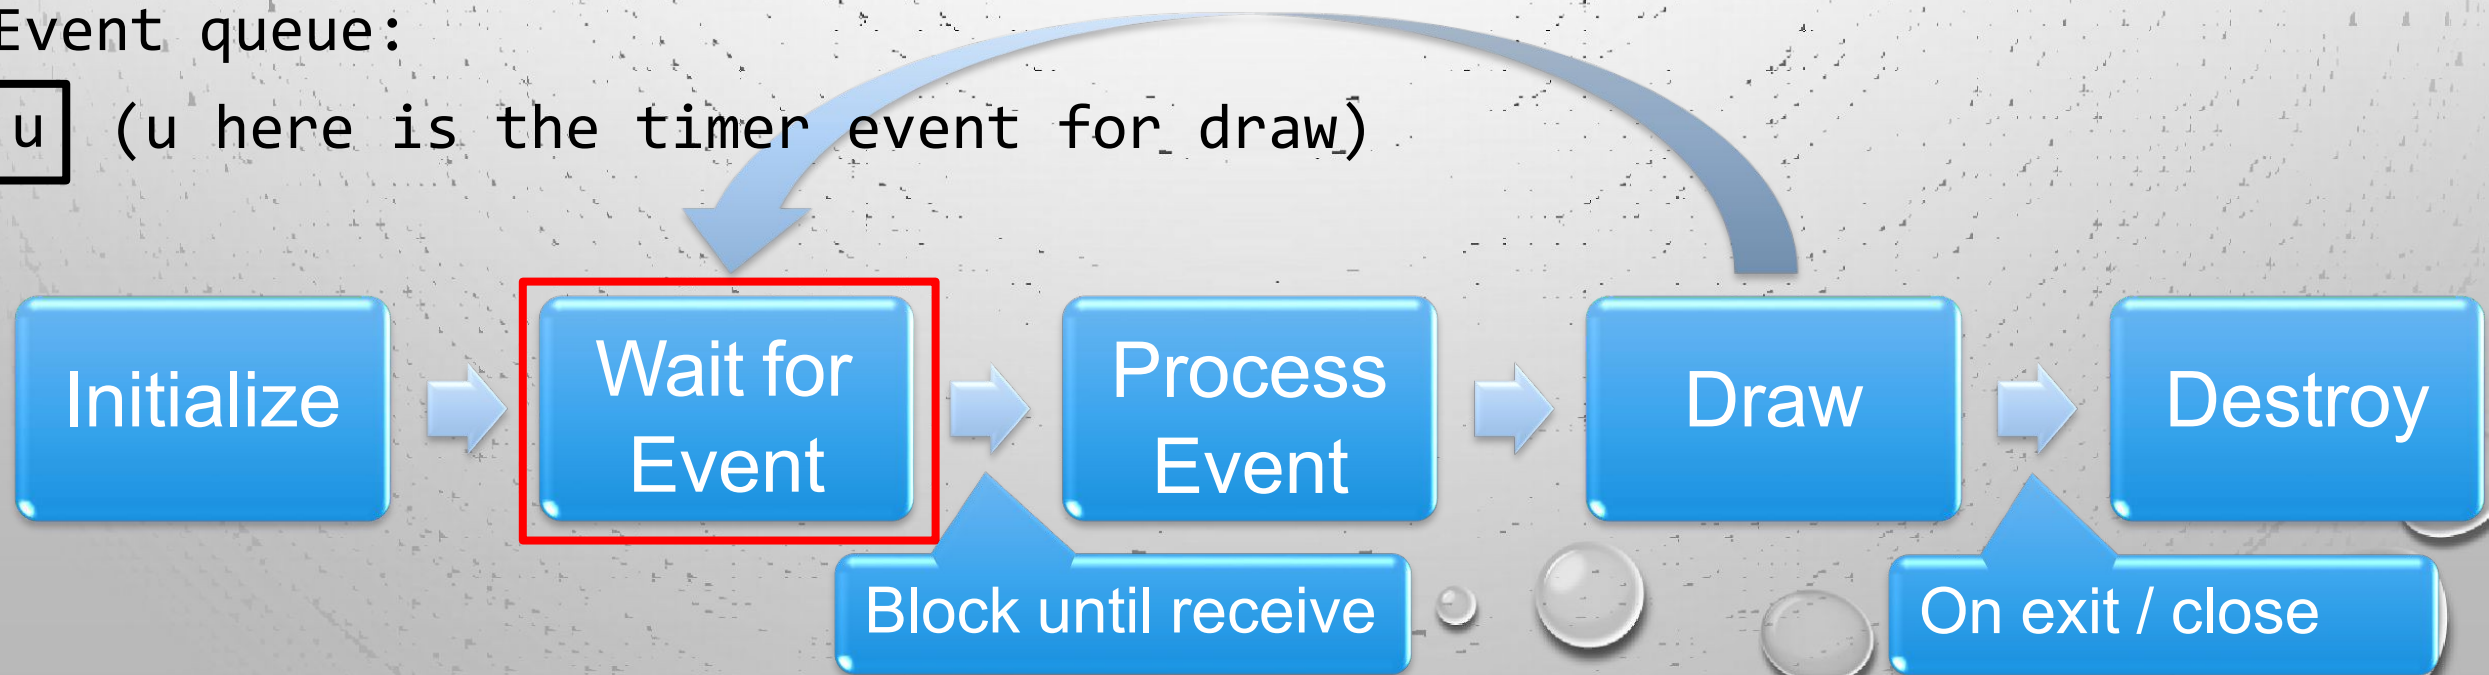 Event queue:
u (u here is the timer event for draw)
Initialize
Wait for
Event
Process
Event
Draw
Destroy
Block until receive
On exit / close